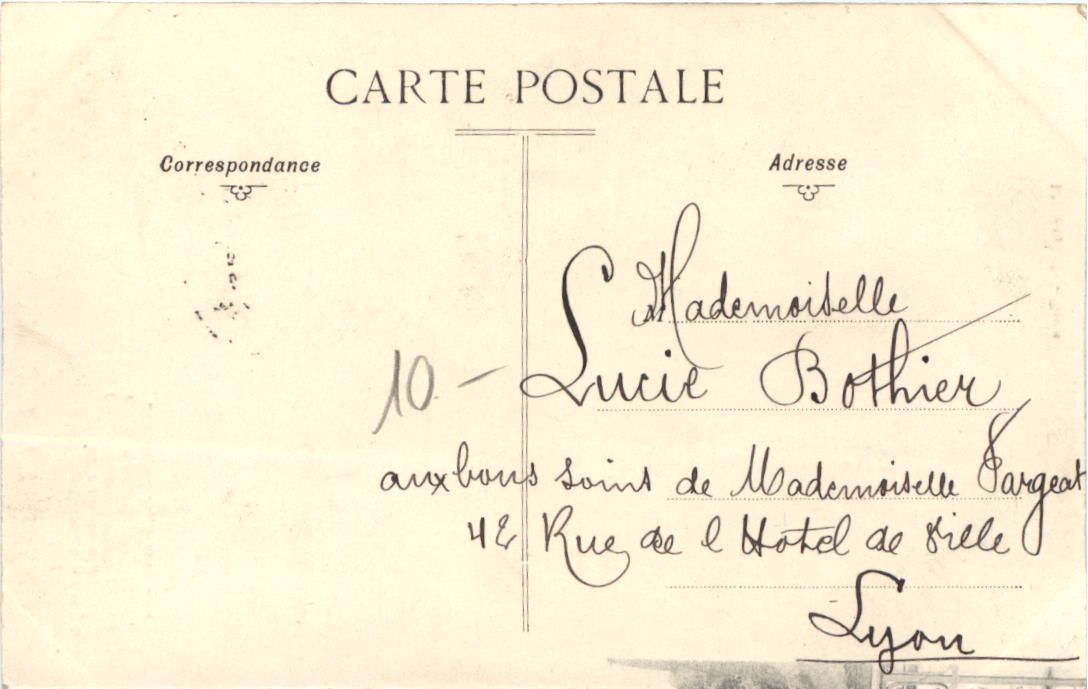 CARTE POSTALE
Correspondance
Adresse
Mademoiselle
10 - Lucie Bothier
aux bons soins de Mademoiselle Fargeat
42 Rue de l Hotel de Ville
Lyon